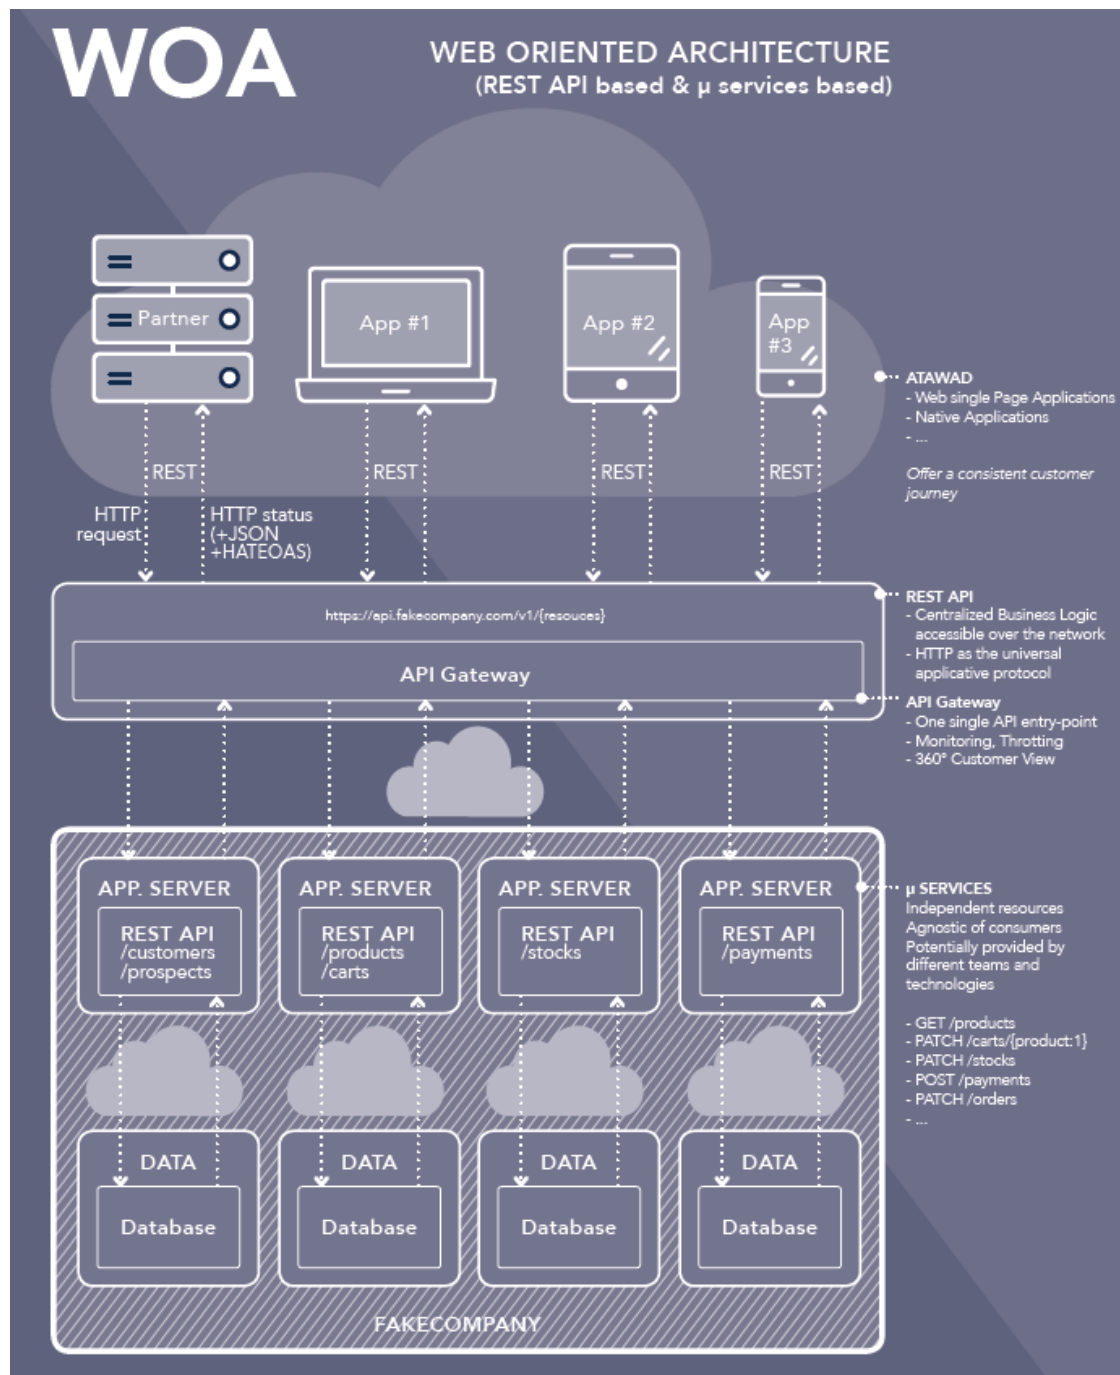 WOA
WEB ORIENTED ARCHITECTURE
(REST API based & µ services based)
Partner
App #1
App #2
App
#3
ATAWAD
- Web single Page Applications
- Native Applications
- ...
Offer a consistent customer
journey
REST
REST
REST
REST
HTTP
request
HTTP status
(+JSON
+HATEOAS)
https://api.fakecompany.com/v1/{resouces}
API Gateway
REST API
- Centralized Business Logic
accessible over the network
- HTTP as the universal
applicative protocol
API Gateway
- One single API entry-point
- Monitoring, Throtting
- 360° Customer View
APP. SERVER
REST API
/customers
/prospects
APP. SERVER
REST API
/products
/carts
APP. SERVER
REST API
/stocks
APP. SERVER
REST API
/payments
µ SERVICES
Independent resources
Agnostic of consumers
Potentially provided by
different teams and
technologies
- GET /products
- PATCH /carts/{product:1}
- PATCH /stocks
- POST /payments
- PATCH /orders
- ...
DATA
Database
DATA
Database
DATA
Database
DATA
Database
FAKECOMPANY